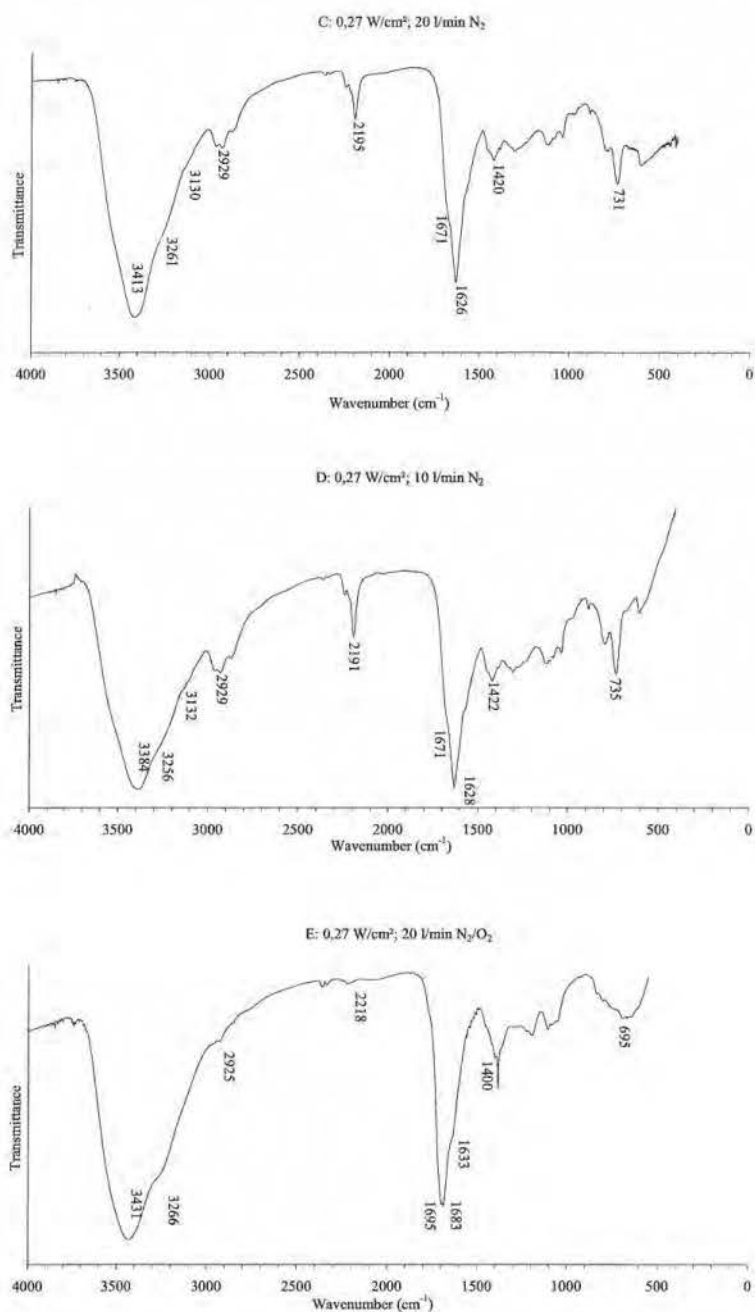 C: 0,27 W/cm²; 20 l/min N₂
Transmittance
3413
3261
3130
2929
2195
1671
1626
1420
731
4000 3500 3000 2500 2000 1500 1000 500 0
Wavenumber (cm⁻¹)
D: 0,27 W/cm²; 10 l/min N₂
Transmittance
3384
3256
3132
2929
2191
1671
1628
1422
735
4000 3500 3000 2500 2000 1500 1000 500 0
Wavenumber (cm⁻¹)
E: 0,27 W/cm²; 20 l/min N₂/O₂
Transmittance
3431
3266
2925
2218
1695
1683
1633
1400
695
4000 3500 3000 2500 2000 1500 1000 500 0
Wavenumber (cm⁻¹)